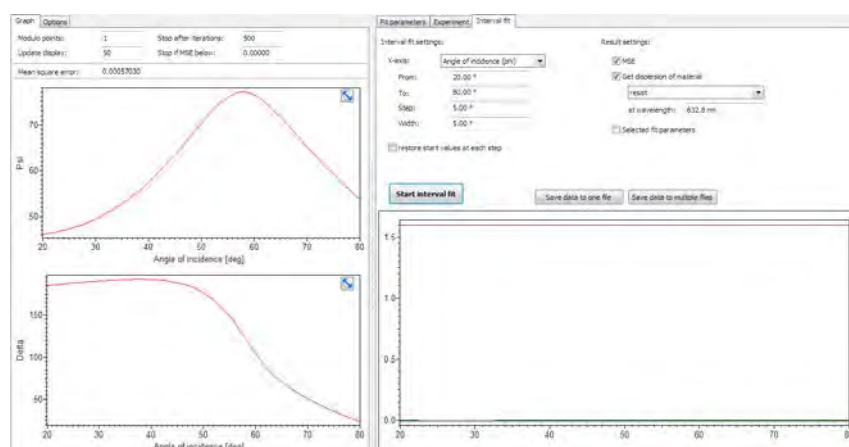 Graph Options
Modulo points: 1 Stop after iterations: 500
Update display: 50 Stop if MSE below: 0.00000
Mean square error: 0.00057030
Psi
70
60
50
20 30 40 50 60 70 80
Angle of incidence [deg]
Delta
150
100
50
20 30 40 50 60 70 80
Angle of incidence [deg]
Fit parameters Experiment Interval fit
Interval fit settings:
X-axis: Angle of incidence (phi)
From: 20.00 °
To: 80.00 °
Step: 5.00 °
Width: 5.00 °
restore start values at each step
Result settings:
MSE
Get dispersion of material
resist
at wavelength: 632.8 nm
Selected fit parameters
Start interval fit Save data to one file Save data to multiple files
1.5
1.0
0.5
0.0
20 30 40 50 60 70 80